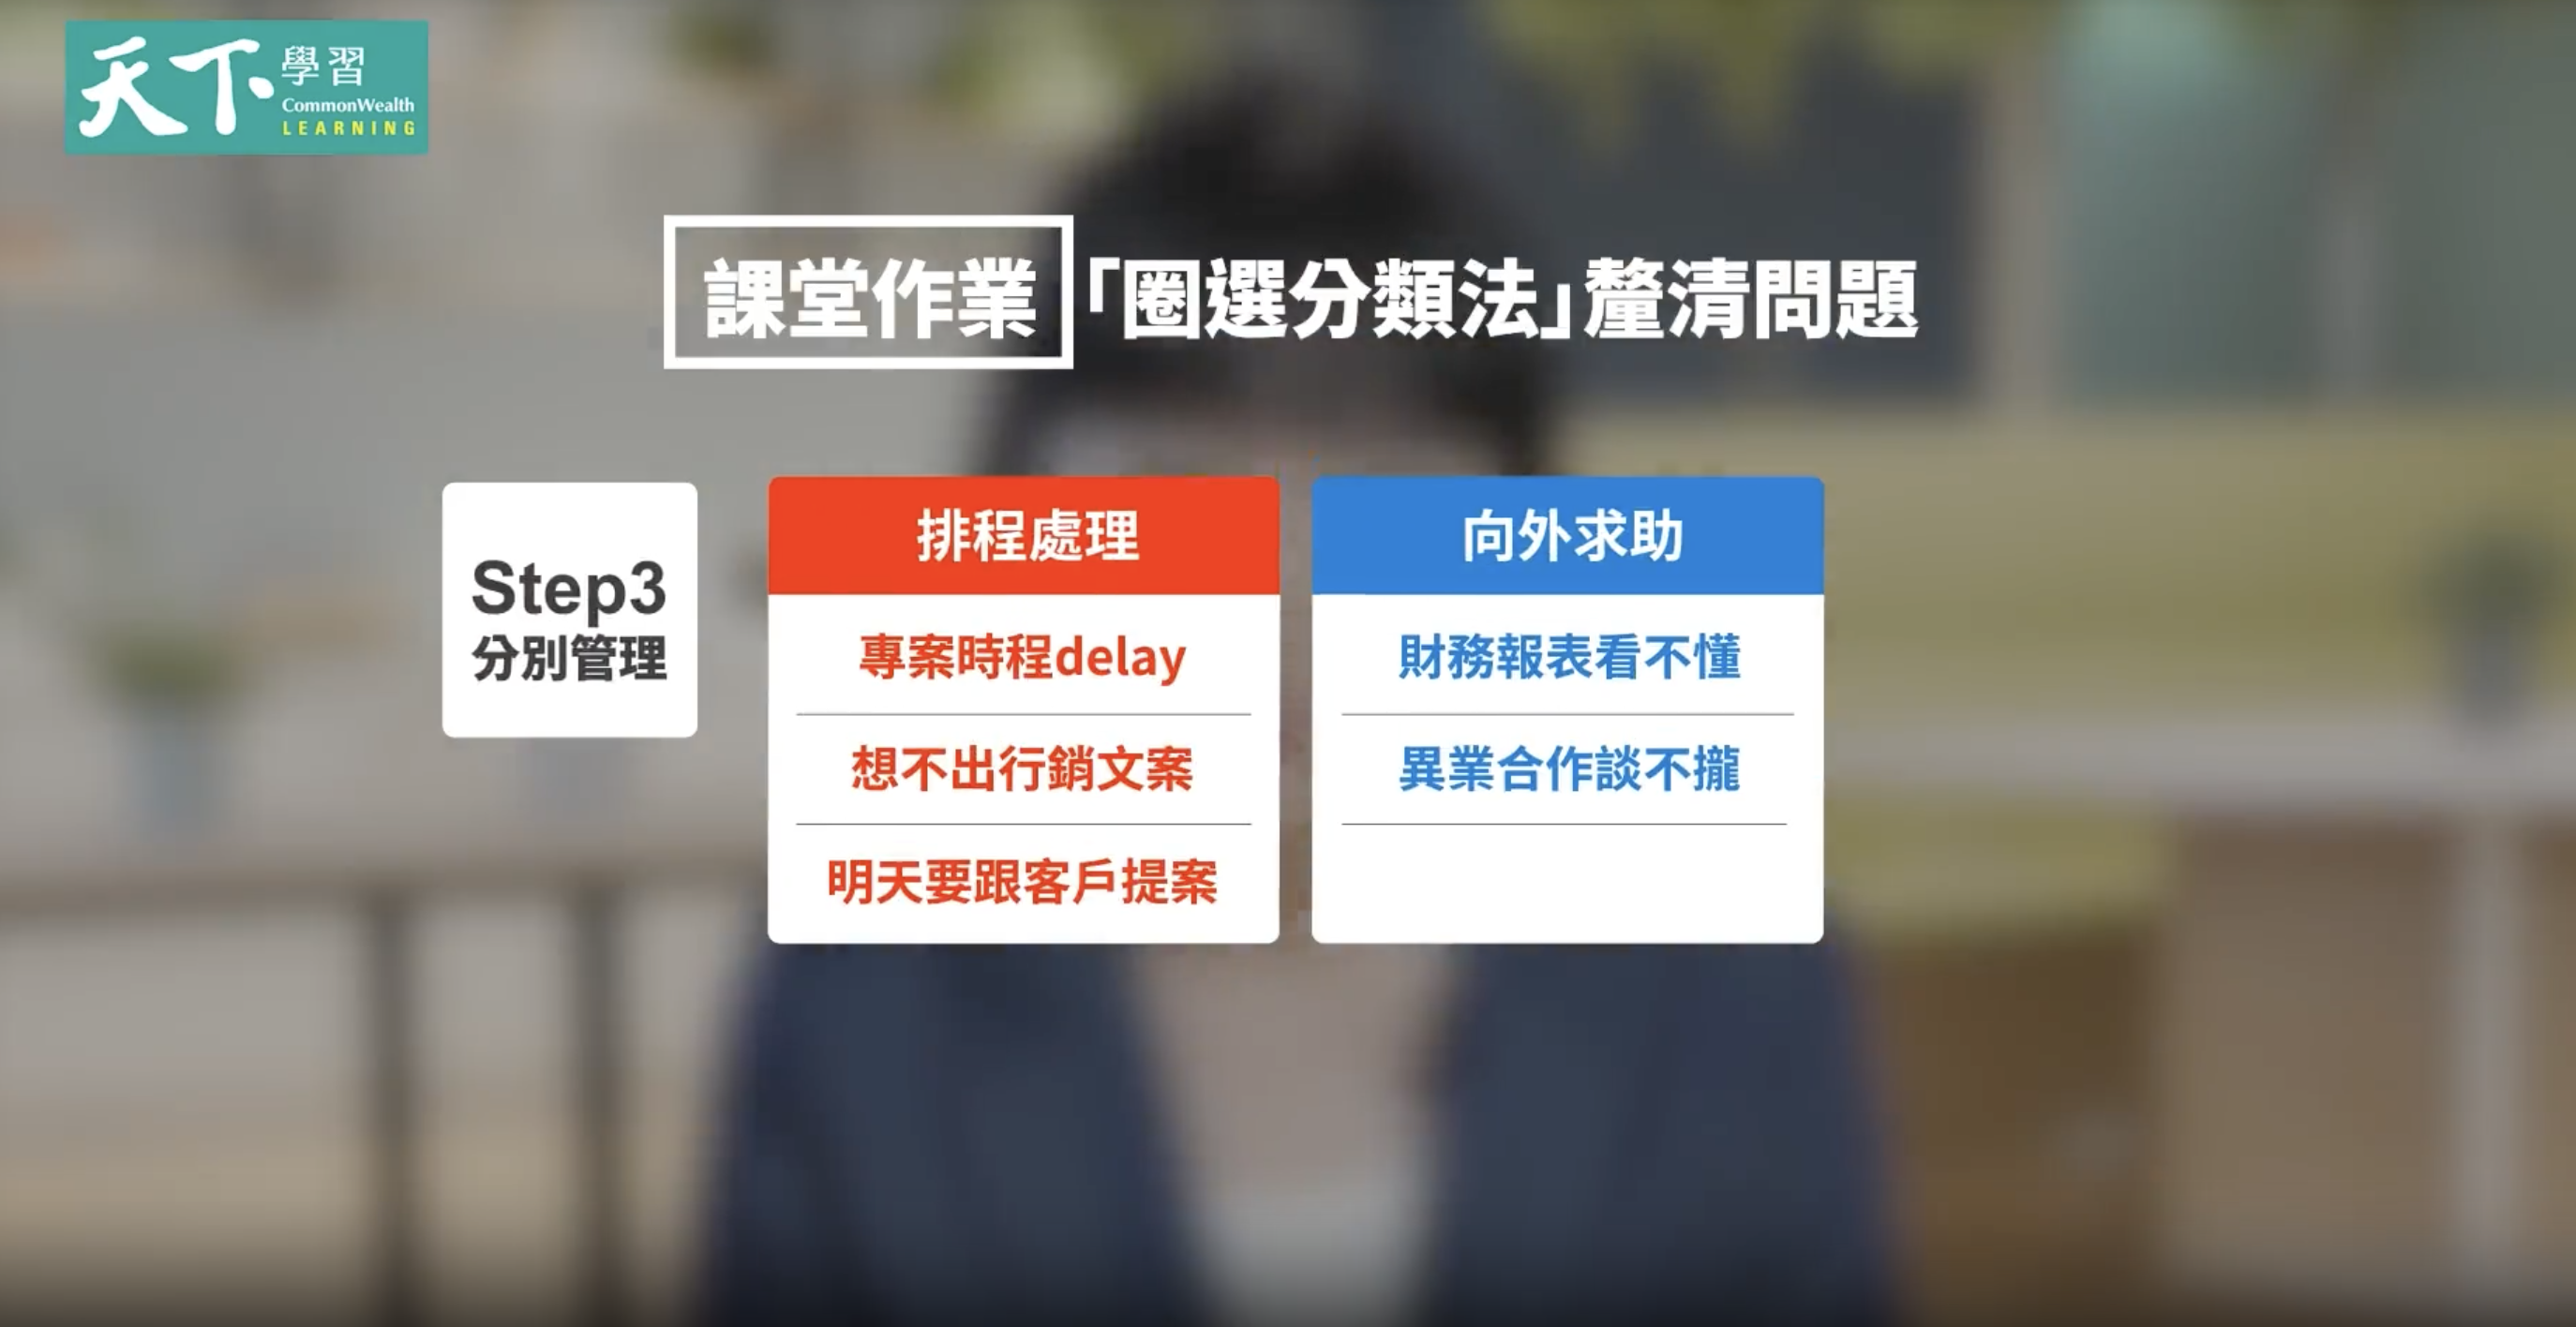 天下學習
CommonWealth
LEARNING
課堂作業「圈選分類法」釐清問題
Step3
分別管理
排程處理
專案時程delay
想不出行銷文案
明天要跟客戶提案
向外求助
財務報表看不懂
異業合作談不攏